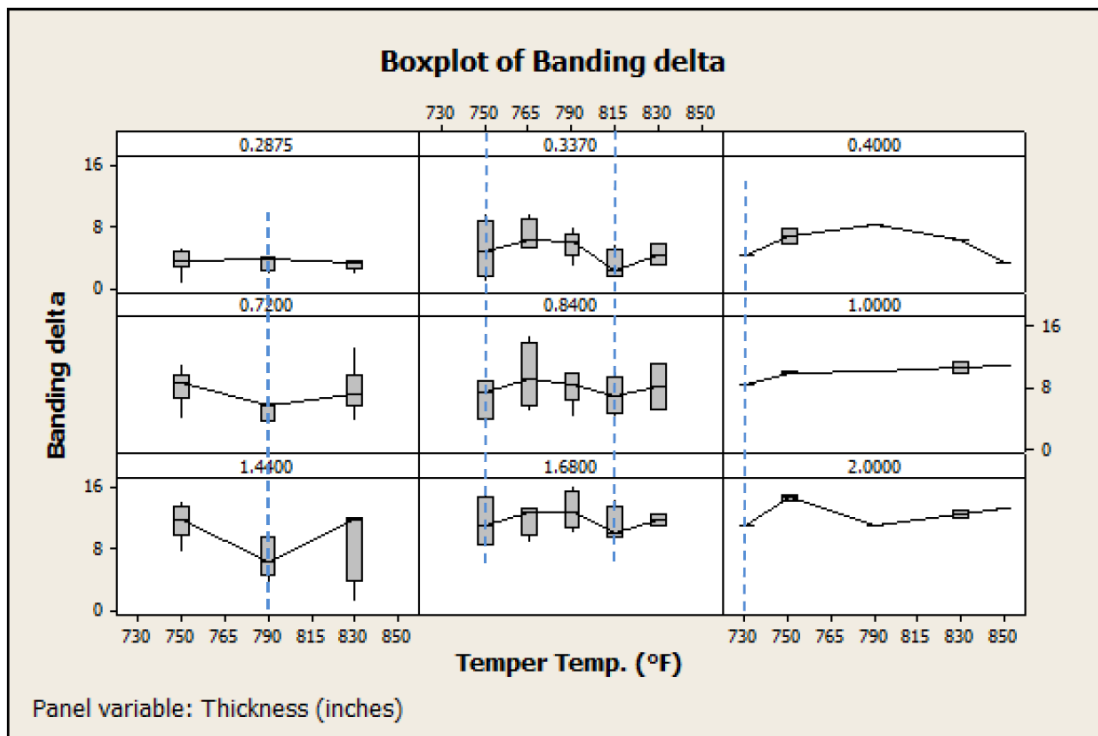 Boxplot of Banding delta
730 750 765 790 815 830 850
0.2875 0.3370 0.4000
16
8
0
0.7200 0.8400 1.0000
16
8
0
1.4400 1.6800 2.0000
16
8
0
730 750 765 790 815 830 850 730 750 765 790 815 830 850
Banding delta
Temper Temp. (°F)
Panel variable: Thickness (inches)